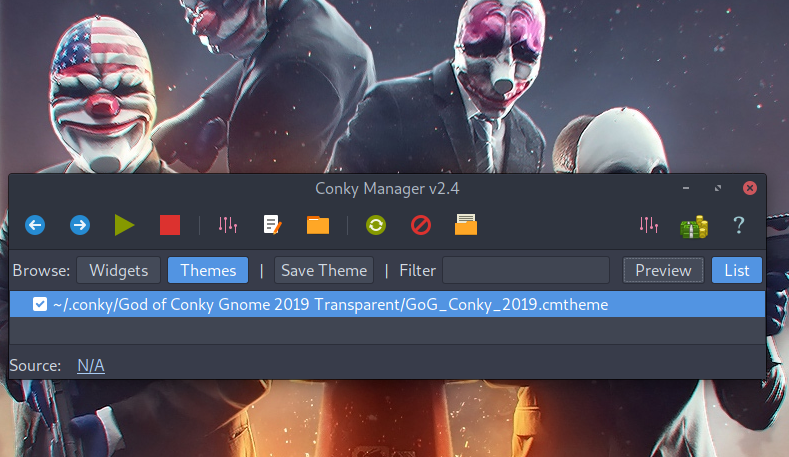 Conky Manager v2.4
?
Browse: Widgets Themes | Save Theme | Filter Preview List
~/.conky/God of Conky Gnome 2019 Transparent/GoG_Conky_2019.cmtheme
Source: N/A